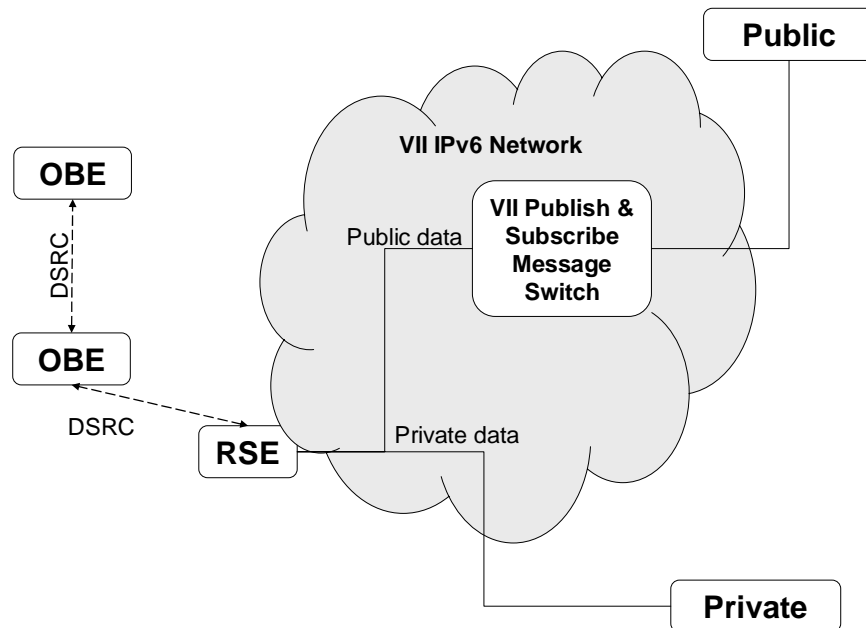 Public
VII IPv6 Network
OBE
VII Publish &
Subscribe
Message
Switch
Public data
DSRC
OBE
DSRC
Private data
RSE
Private